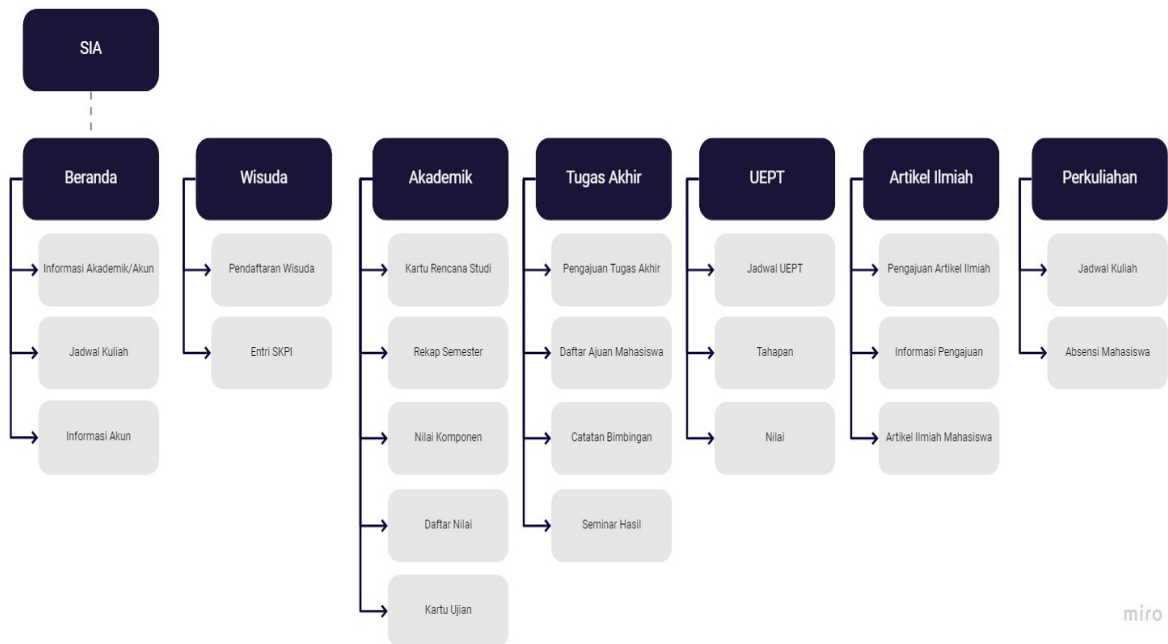 SIA
Beranda
Informasi Akademik/Akun
Jadwal Kuliah
Informasi Akun
Wisuda
Pendaftaran Wisuda
Entri SKPI
Akademik
Kartu Rencana Studi
Rekap Semester
Nilai Komponen
Daftar Nilai
Kartu Ujian
Tugas Akhir
Pengajuan Tugas Akhir
Daftar Ajuan Mahasiswa
Catatan Bimbingan
Seminar Hasil
UEPT
Jadwal UEPT
Tahapan
Nilai
Artikel Ilmiah
Pengajuan Artikel Ilmiah
Informasi Pengajuan
Artikel Ilmiah Mahasiswa
Perkuliahan
Jadwal Kuliah
Absensi Mahasiswa
miro